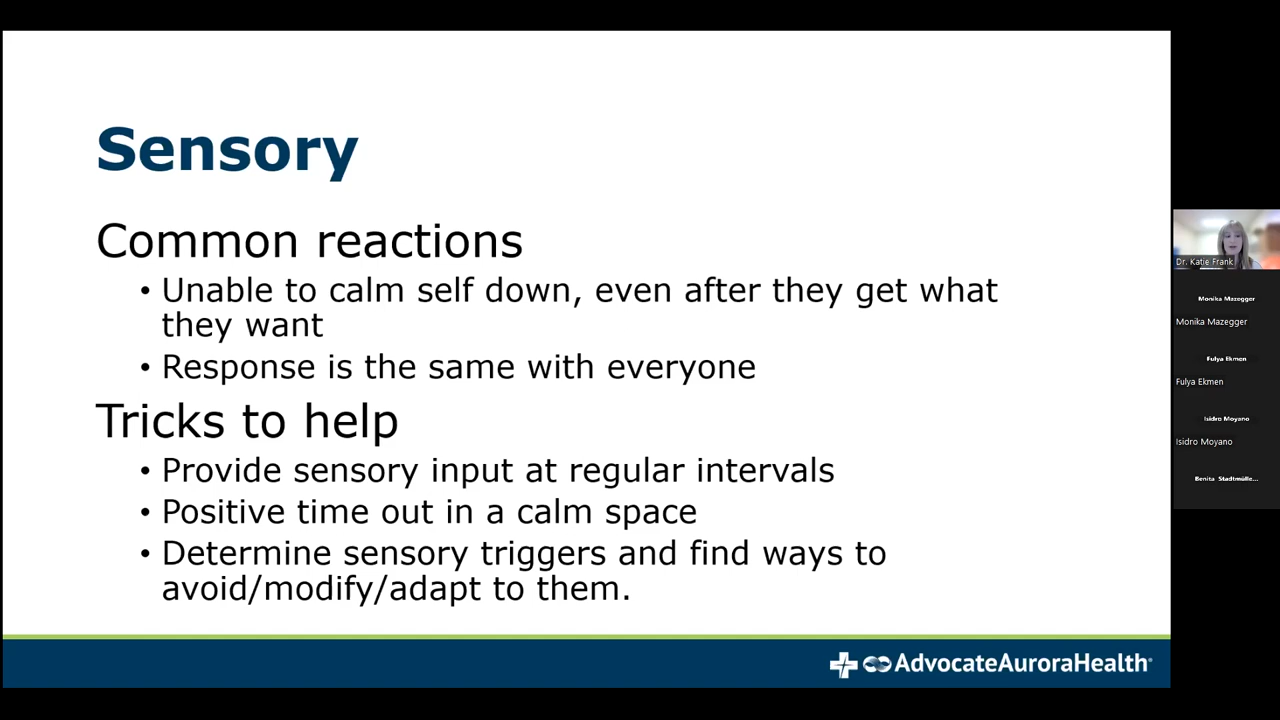 Sensory
Common reactions
• Unable to calm self down, even after they get what
they want
• Response is the same with everyone
Tricks to help
• Provide sensory input at regular intervals
• Positive time out in a calm space
• Determine sensory triggers and find ways to
avoid/modify/adapt to them.
AdvocateAuroraHealth®
Dr. Katie Frank
Monika Mazegger
Monika Mazegger
Fulya Ekmen
Fulya Ekmen
Isidro Moyano
Isidro Moyano
Benita Stadtmülle...